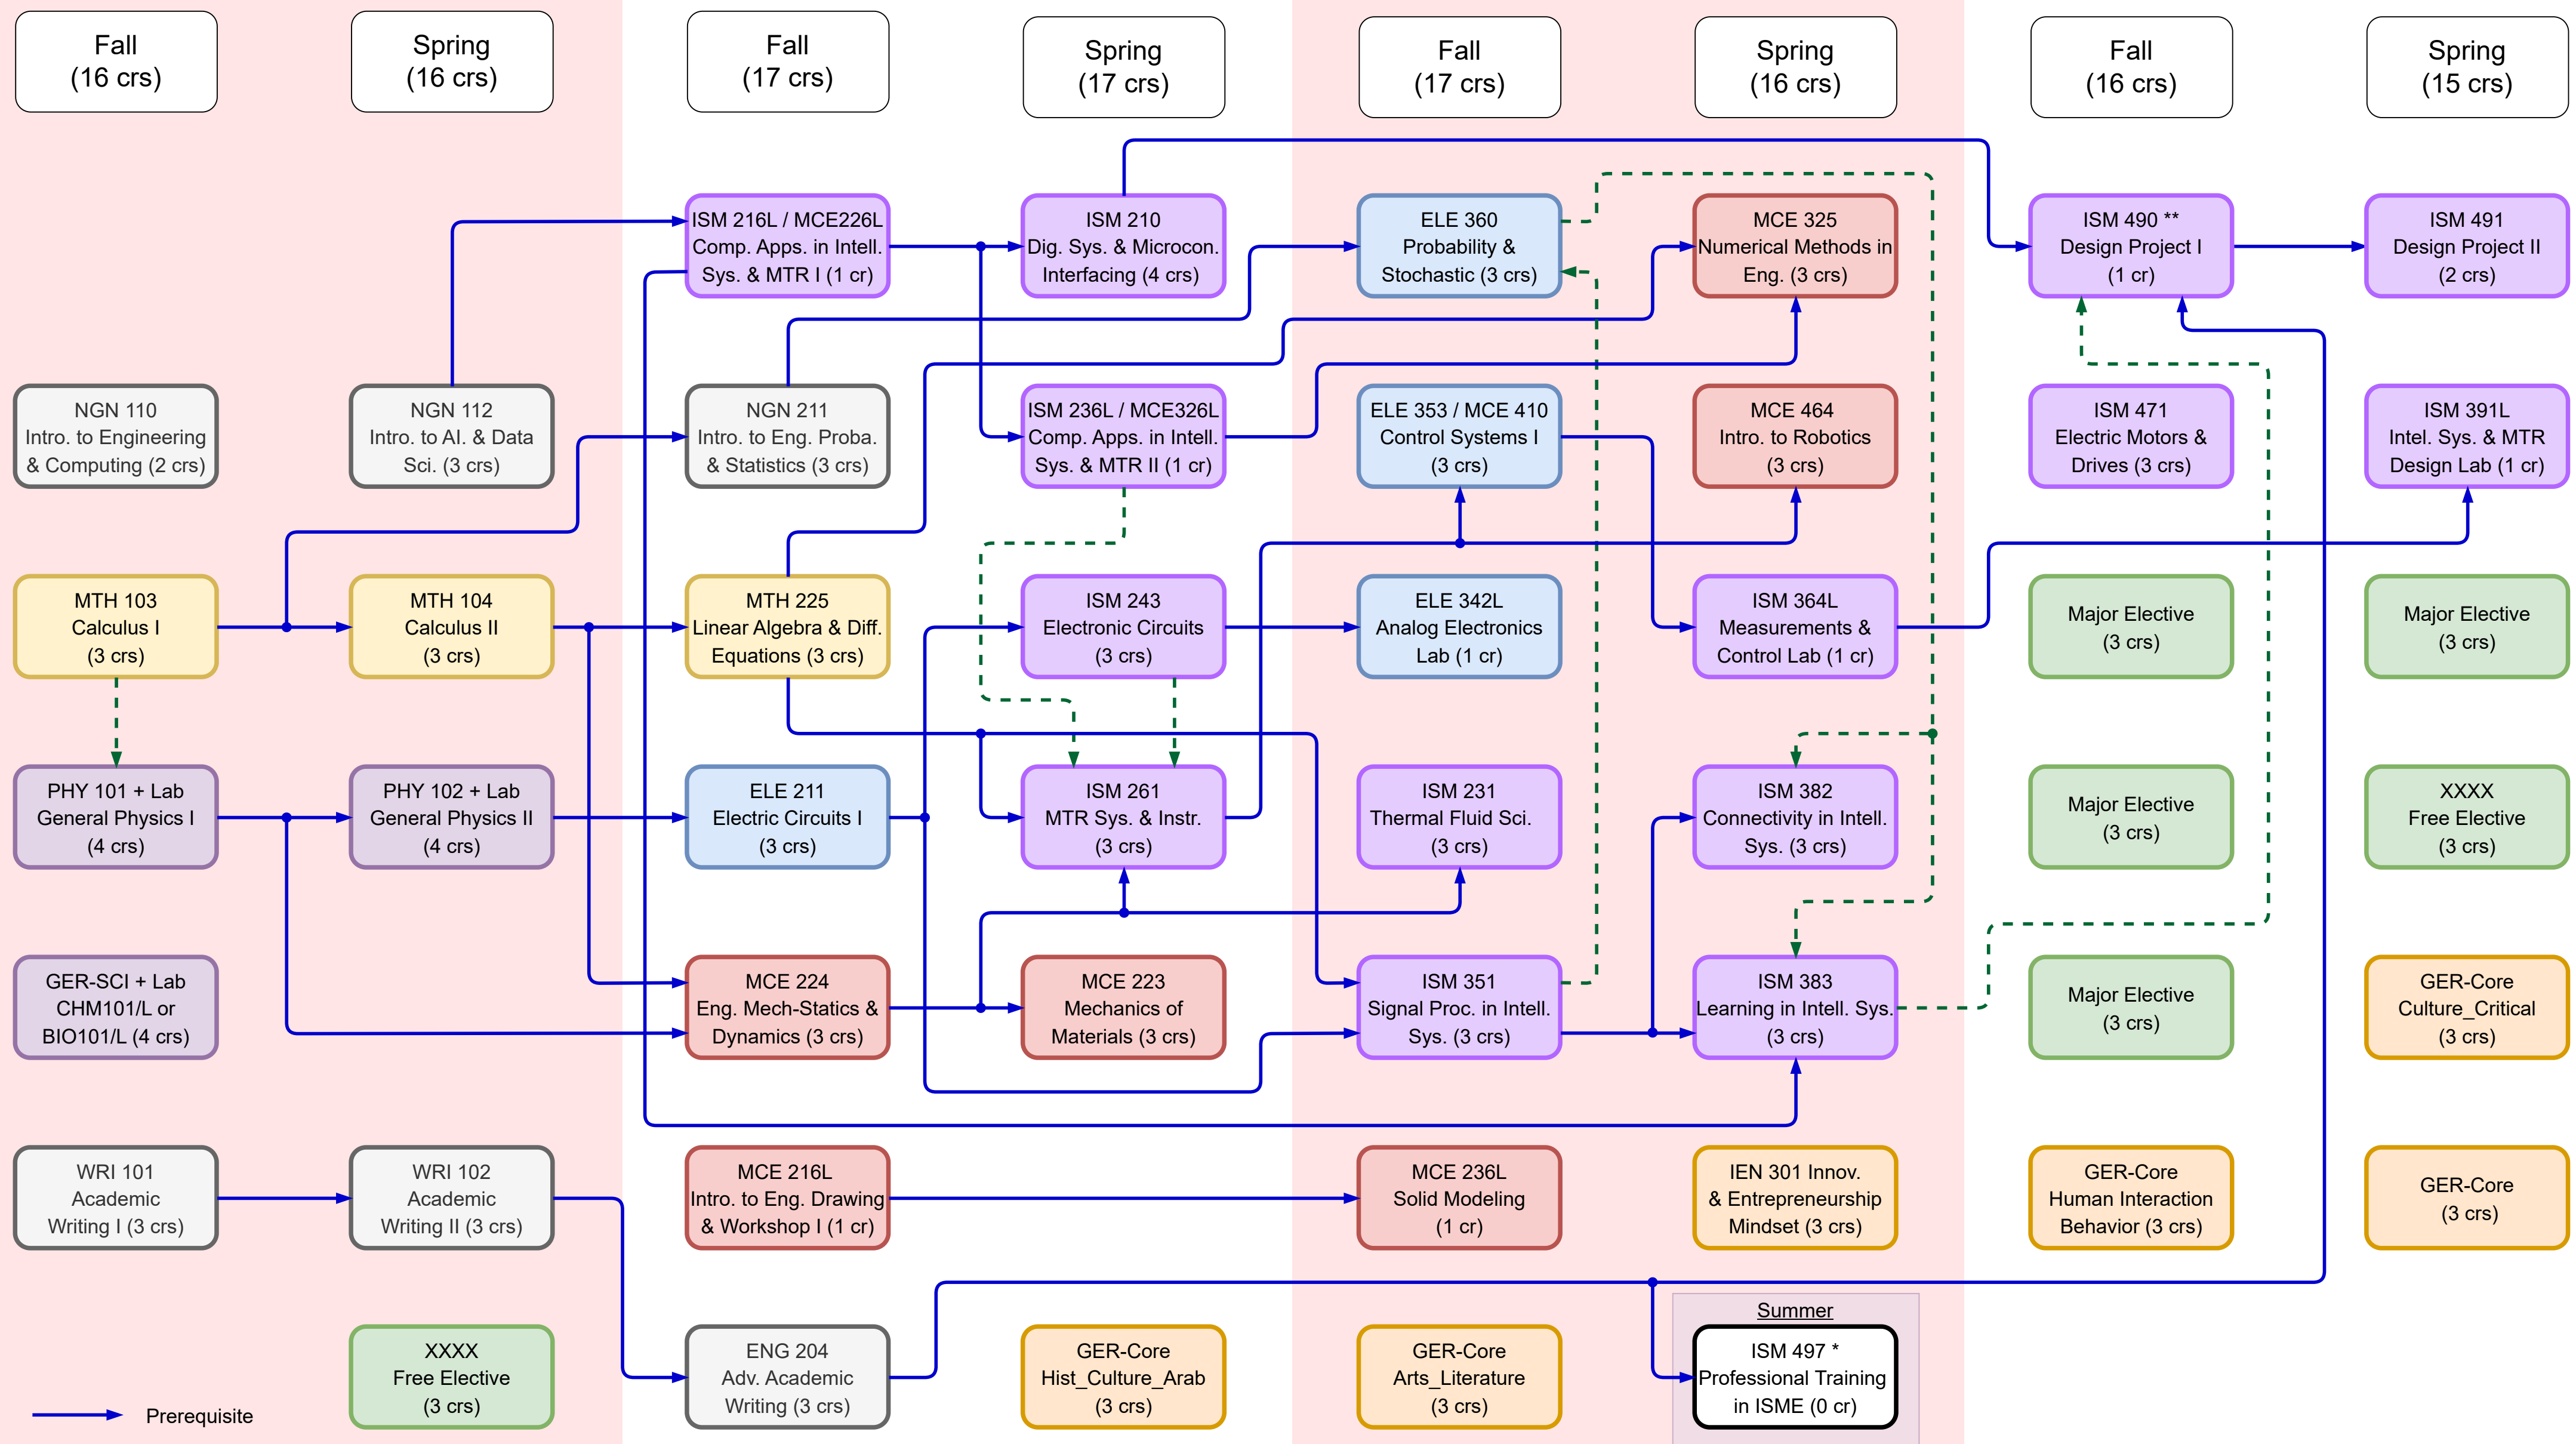 Fall
(16 crs)
Spring
(16 crs)
Fall
(17 crs)
Spring
(17 crs)
Fall
(17 crs)
Spring
(16 crs)
Fall
(16 crs)
Spring
(15 crs)
ISM 216L / MCE226L
Comp. Apps. in Intell.
Sys. & MTR I (1 cr)
ISM 210
Dig. Sys. & Microcon.
Interfacing (4 crs)
ELE 360
Probability &
Stochastic (3 crs)
MCE 325
Numerical Methods in
Eng. (3 crs)
ISM 490 **
Design Project I
(1 cr)
ISM 491
Design Project II
(2 crs)
NGN 110
Intro. to Engineering
& Computing (2 crs)
NGN 112
Intro. to AI. & Data
Sci. (3 crs)
NGN 211
Intro. to Eng. Proba.
& Statistics (3 crs)
ISM 236L / MCE326L
Comp. Apps. in Intell.
Sys. & MTR II (1 cr)
ELE 353 / MCE 410
Control Systems I
(3 crs)
MCE 464
Intro. to Robotics
(3 crs)
ISM 471
Electric Motors &
Drives (3 crs)
ISM 391L
Intel. Sys. & MTR
Design Lab (1 cr)
MTH 103
Calculus I
(3 crs)
MTH 104
Calculus II
(3 crs)
MTH 225
Linear Algebra & Diff.
Equations (3 crs)
ISM 243
Electronic Circuits
(3 crs)
ELE 342L
Analog Electronics
Lab (1 cr)
ISM 364L
Measurements &
Control Lab (1 cr)
Major Elective
(3 crs)
Major Elective
(3 crs)
PHY 101 + Lab
General Physics I
(4 crs)
PHY 102 + Lab
General Physics II
(4 crs)
ELE 211
Electric Circuits I
(3 crs)
ISM 261
MTR Sys. & Instr.
(3 crs)
ISM 231
Thermal Fluid Sci.
(3 crs)
ISM 382
Connectivity in Intell.
Sys. (3 crs)
Major Elective
(3 crs)
XXXX
Free Elective
(3 crs)
GER-SCI + Lab
CHM101/L or
BIO101/L (4 crs)
MCE 224
Eng. Mech-Statics &
Dynamics (3 crs)
MCE 223
Mechanics of
Materials (3 crs)
ISM 351
Signal Proc. in Intell.
Sys. (3 crs)
ISM 383
Learning in Intell. Sys.
(3 crs)
Major Elective
(3 crs)
GER-Core
Culture_Critical
(3 crs)
WRI 101
Academic
Writing I (3 crs)
WRI 102
Academic
Writing II (3 crs)
MCE 216L
Intro. to Eng. Drawing
& Workshop I (1 cr)
MCE 236L
Solid Modeling
(1 cr)
IEN 301 Innov.
& Entrepreneurship
Mindset (3 crs)
GER-Core
Human Interaction
Behavior (3 crs)
GER-Core
(3 crs)
XXXX
Free Elective
(3 crs)
ENG 204
Adv. Academic
Writing (3 crs)
GER-Core
Hist_Culture_Arab
(3 crs)
GER-Core
Arts_Literature
(3 crs)
Summer
ISM 497 *
Professional Training
in ISME (0 cr)
Prerequisite